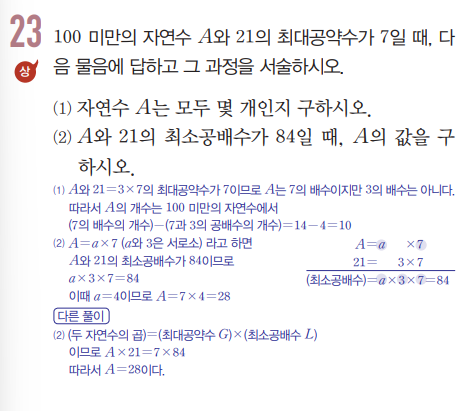 23
상
100 미만의 자연수 A와 21의 최대공약수가 7일 때, 다
음 물음에 답하고 그 과정을 서술하시오.
(1) 자연수 A는 모두 몇 개인지 구하시오.
(2) A와 21의 최소공배수가 84일 때, A의 값을 구
하시오.
(1) A와 21=3×7의 최대공약수가 7이므로 A는 7의 배수이지만 3의 배수는 아니다.
따라서 A의 개수는 100 미만의 자연수에서
(7의 배수의 개수)-(7과 3의 공배수의 개수)=14-4=10
(2) A=a×7 (a와 3은 서로소) 라고 하면
A와 21의 최소공배수가 84이므로
a×3×7=84
이때 a=4이므로 A=7×4=28
A=a ×7
21= 3×7
(최소공배수)=a×3×7=84
다른 풀이
(2) (두 자연수의 곱)=(최대공약수 G)×(최소공배수 L)
이므로 A×21=7×84
따라서 A=28이다.